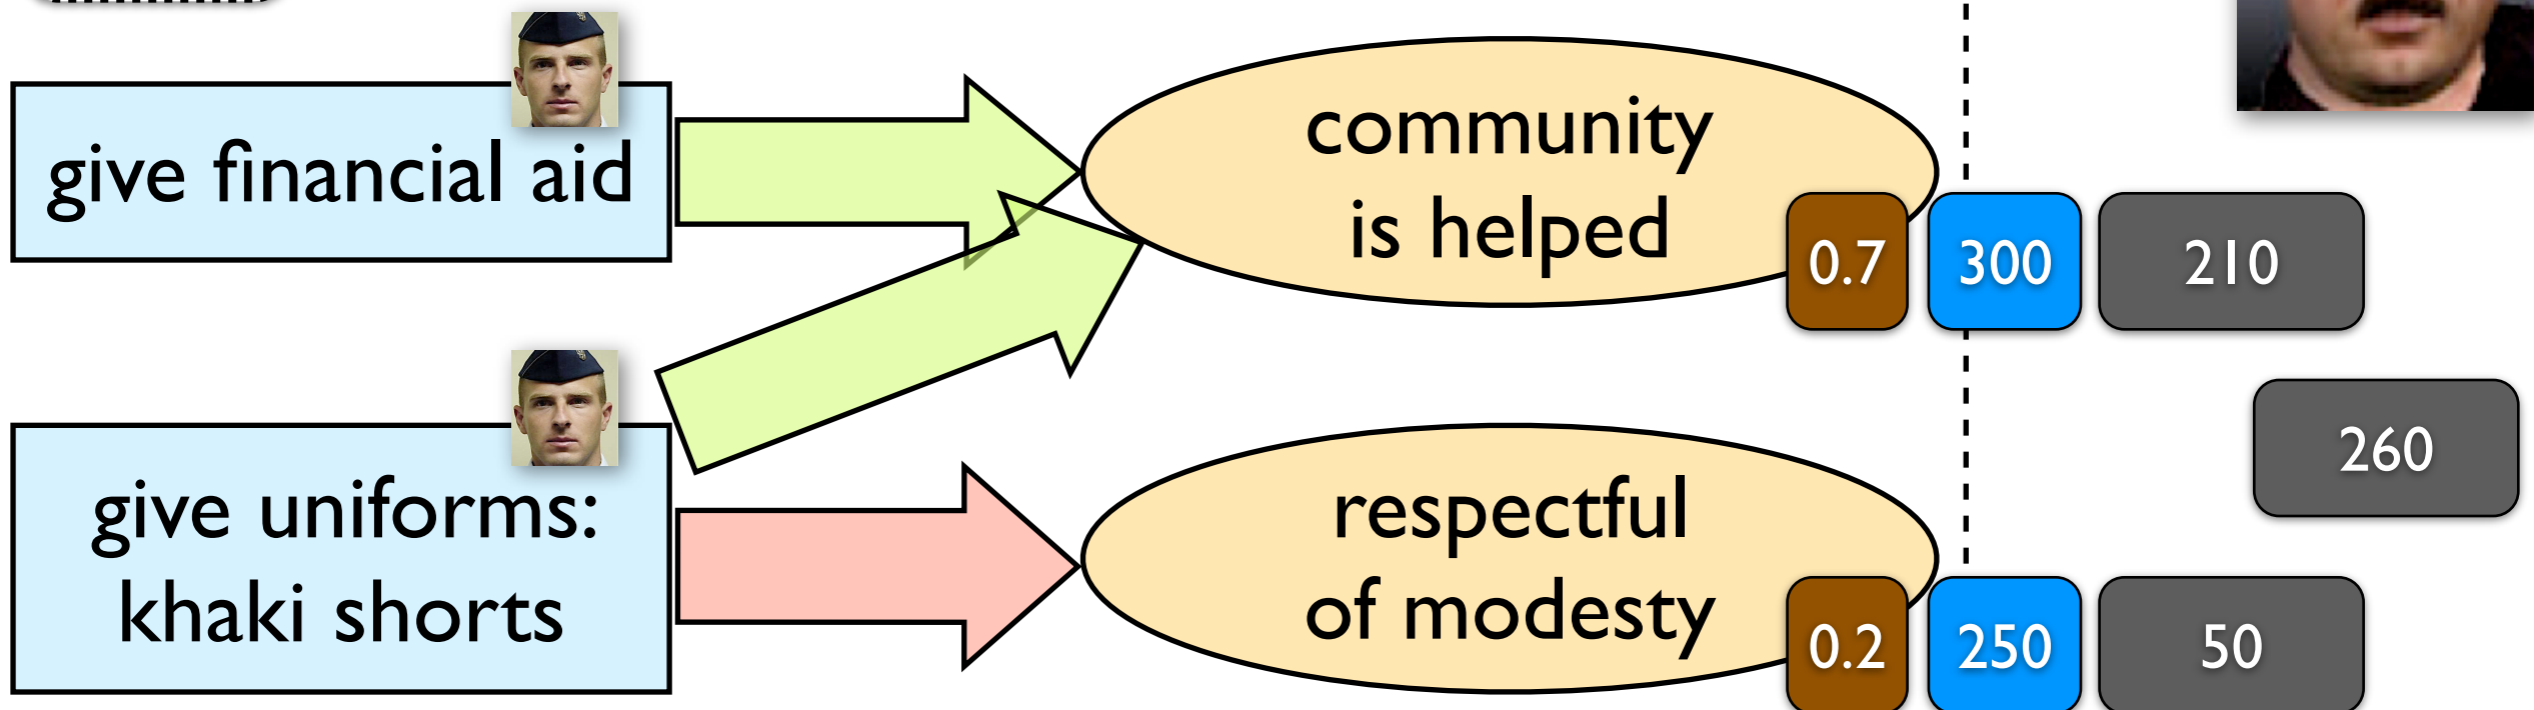 give financial aid
community
is helped
0.7 300 210
260
give uniforms:
khaki shorts
respectful
of modesty
0.2 250 50